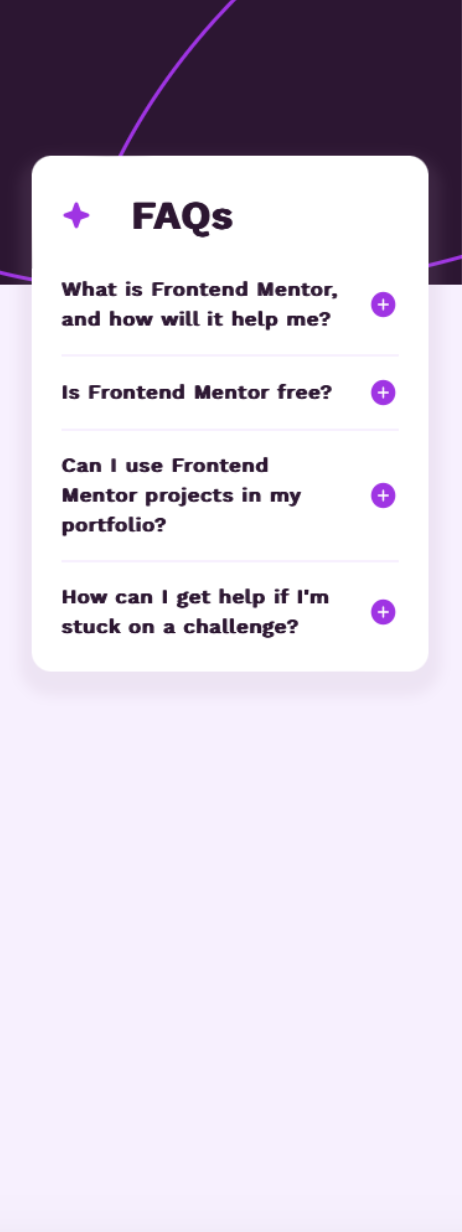 FAQs
What is Frontend Mentor,
and how will it help me?
Is Frontend Mentor free?
Can I use Frontend
Mentor projects in my
portfolio?
How can I get help if I'm
stuck on a challenge?